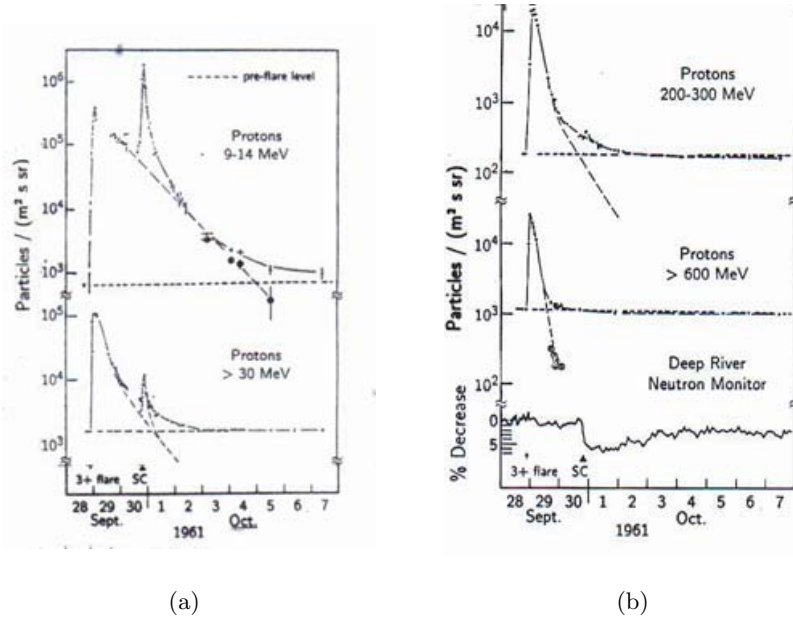 10⁶
10⁵
10⁴
10³
10⁵
10⁴
10³
Particles / (m² s sr)
pre-flare level
Protons
9-14 MeV
Protons
> 30 MeV
3+ flare
SC
28 29 30 1 2 3 4 5 6 7
Sept. Oct.
1961
(a)
(b)
10⁴
10³
10²
10⁴
10³
10²
Particles / (m² s sr)
% Decrease
0
5
Protons
200-300 MeV
Protons
> 600 MeV
Deep River
Neutron Monitor
3+ flare
SC
28 29 30 1 2 3 4 5 6 7
Sept. Oct.
1961
(b)